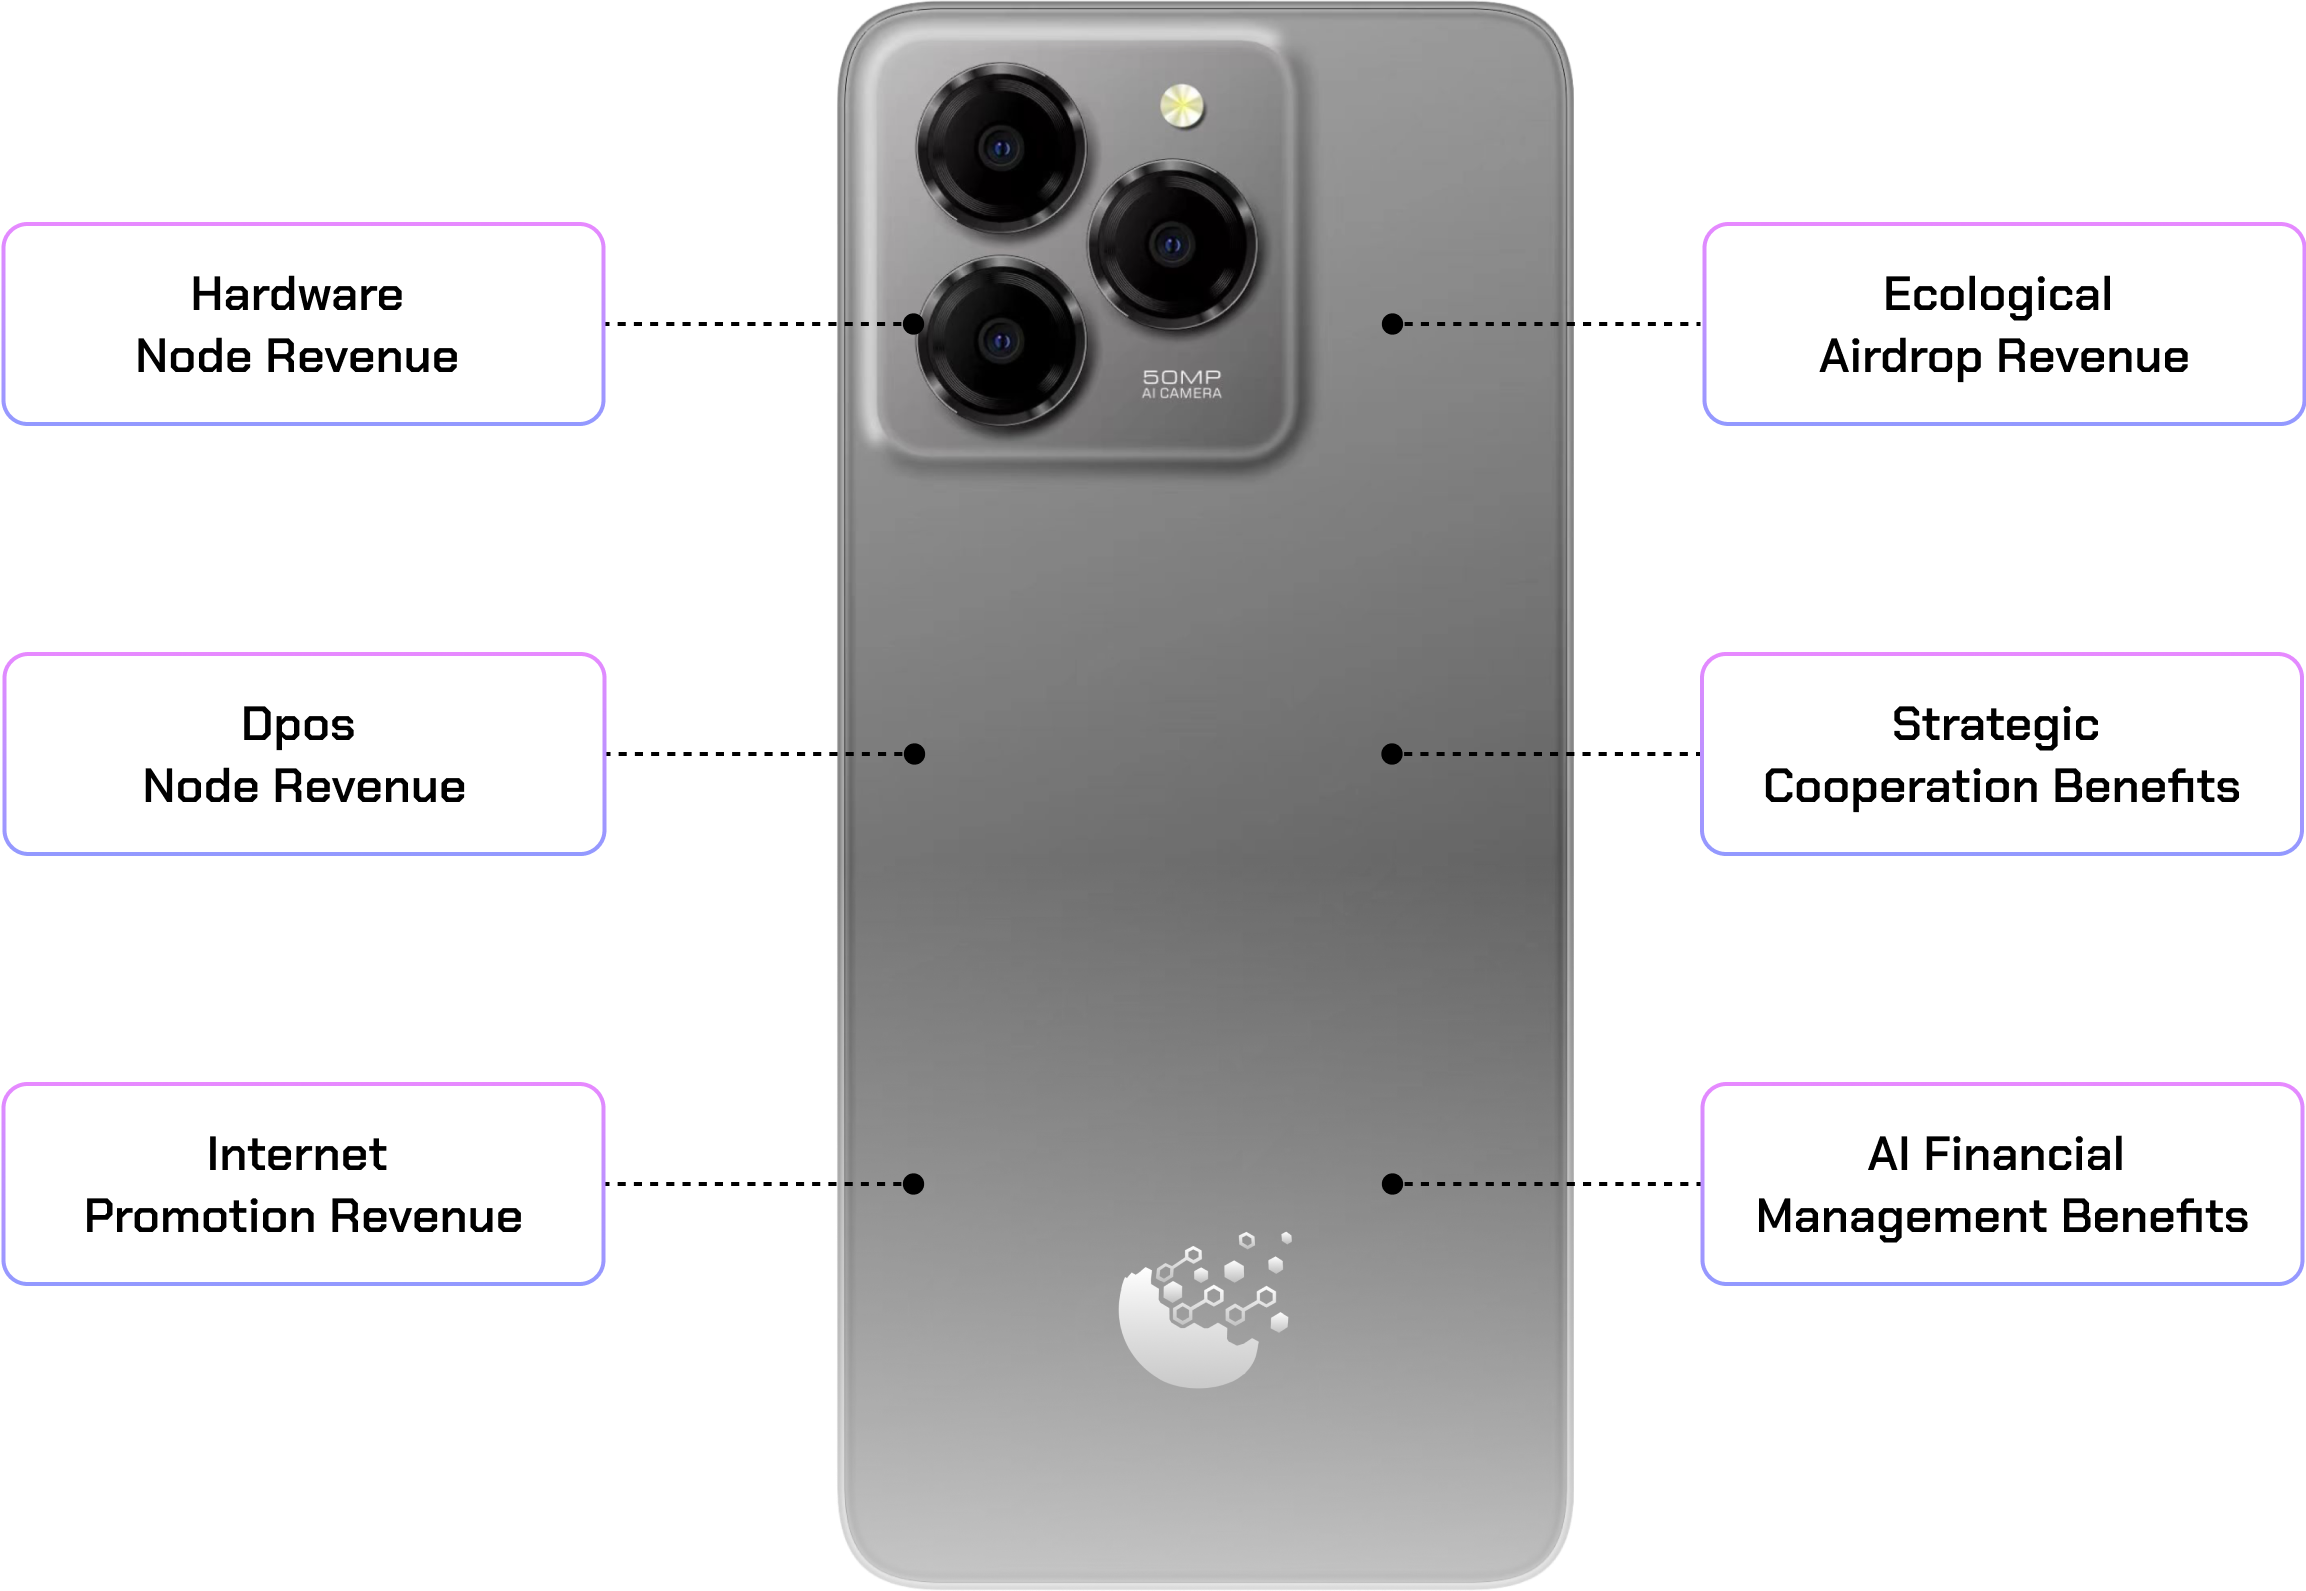 Hardware
Node Revenue
50MP
AI CAMERA
Ecological
Airdrop Revenue
Dpos
Node Revenue
Strategic
Cooperation Benefits
Internet
Promotion Revenue
AI Financial
Management Benefits